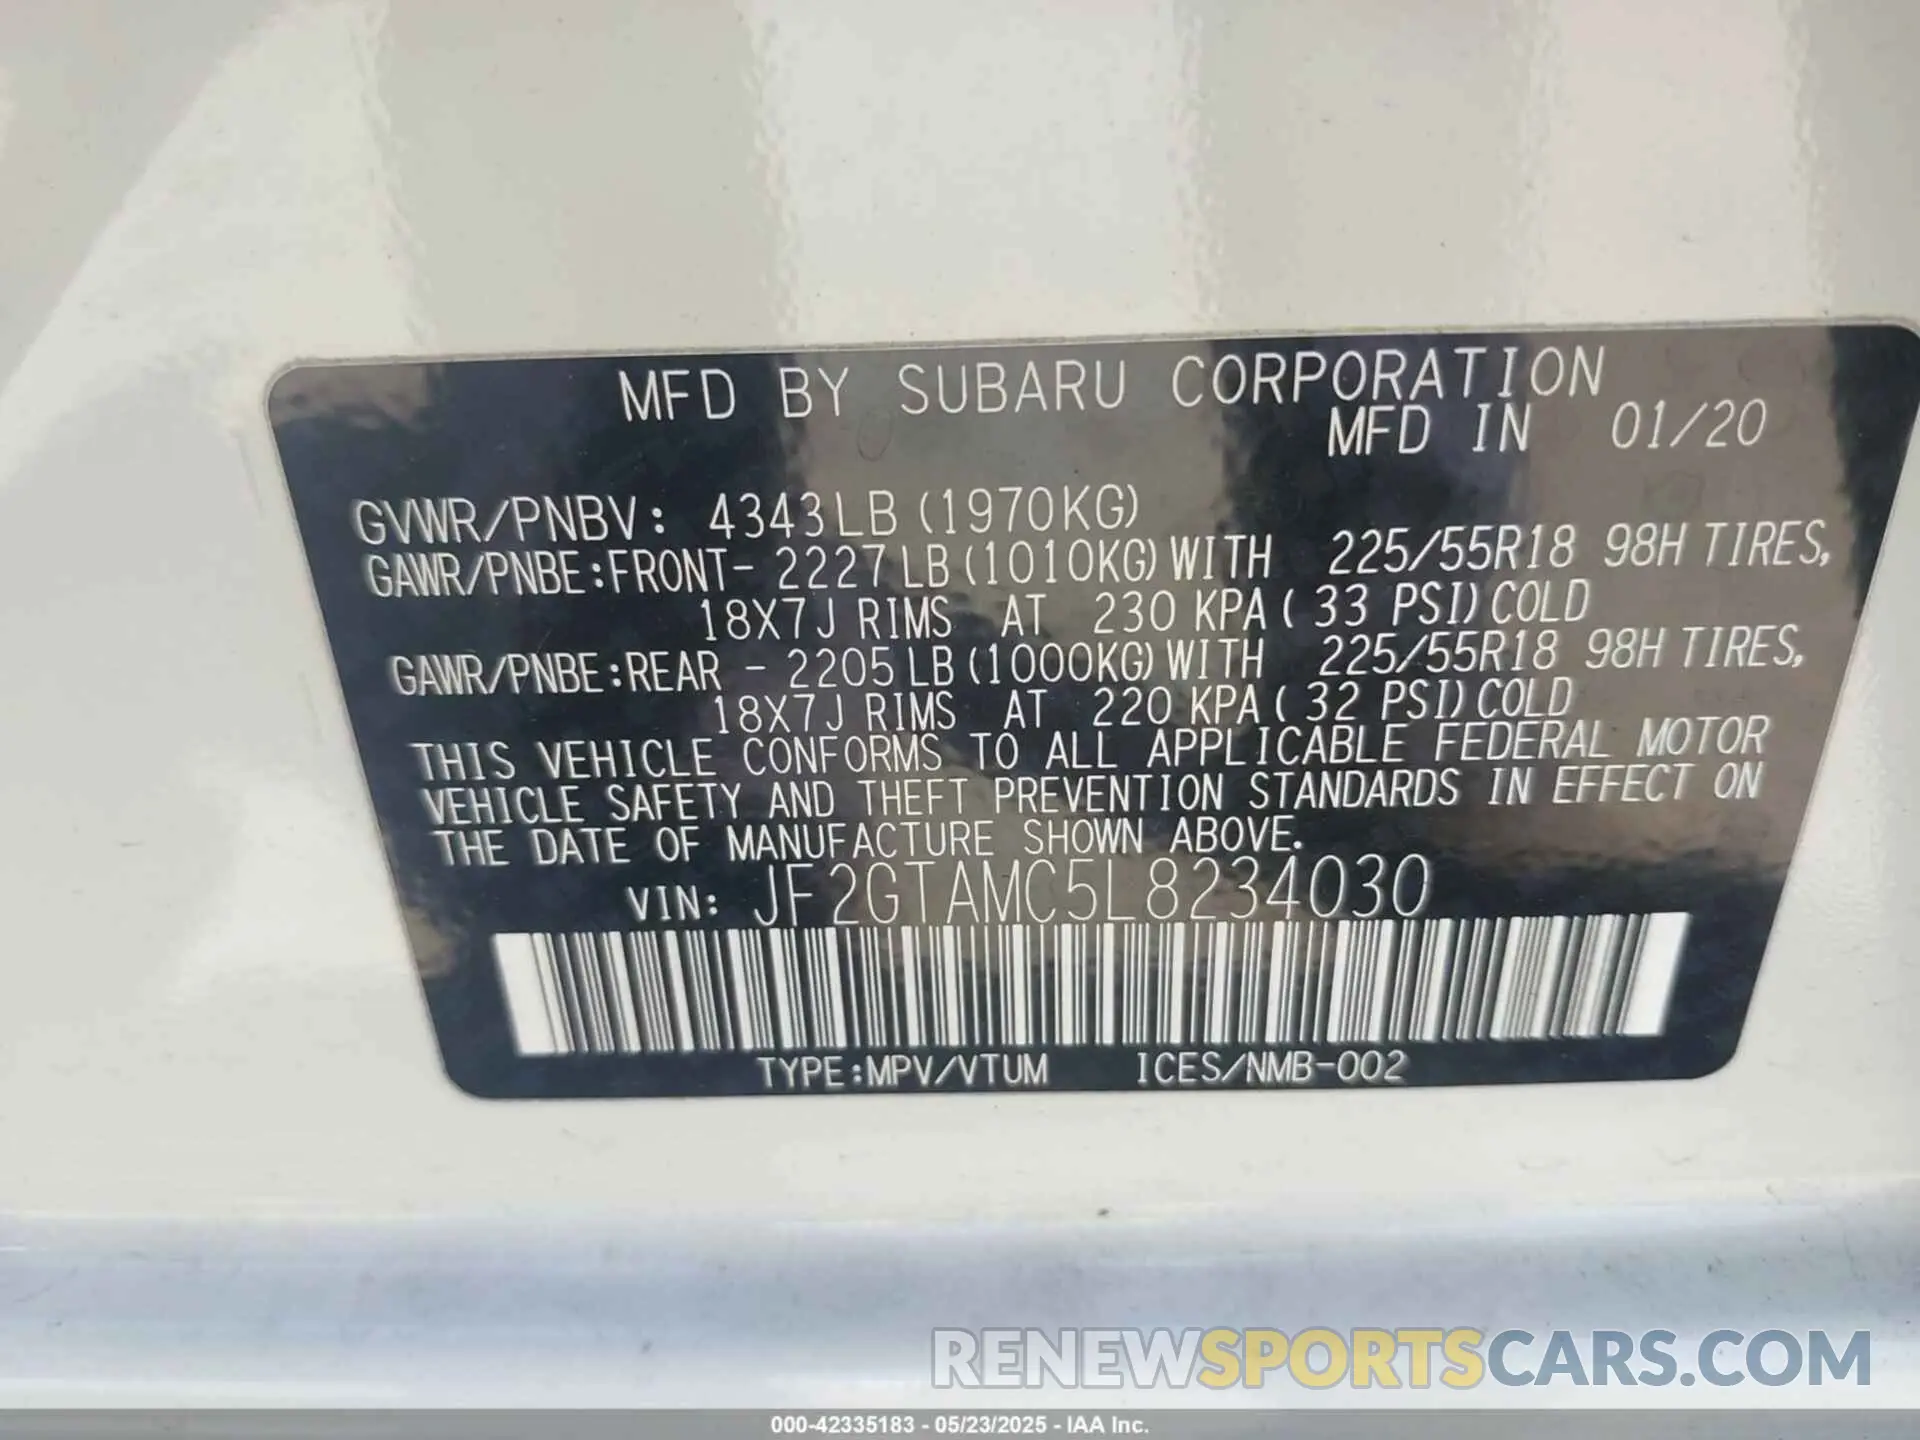 MFD BY SUBARU CORPORATION
MFD IN 01/20
GVWR/PNBV: 4343LB (1970KG)
GAWR/PNBE:FRONT- 2227LB(1010KG)WITH 225/55R18 98H TIRES,
18X7J RIMS AT 230 KPA( 33 PSI)COLD
GAWR/PNBE:REAR - 2205LB(1000KG)WITH 225/55R18 98H TIRES,
18X7J RIMS AT 220 KPA( 32 PSI)COLD
THIS VEHICLE CONFORMS TO ALL APPLICABLE FEDERAL MOTOR
VEHICLE SAFETY AND THEFT PREVENTION STANDARDS IN EFFECT ON
THE DATE OF MANUFACTURE SHOWN ABOVE.
VIN: JF2GTAMC5L8234030
TYPE:MPV/VTUM ICES/NMB-002
RENEWSPORTSCARS.COM
000-42335183 - 05/23/2025 - IAA Inc.